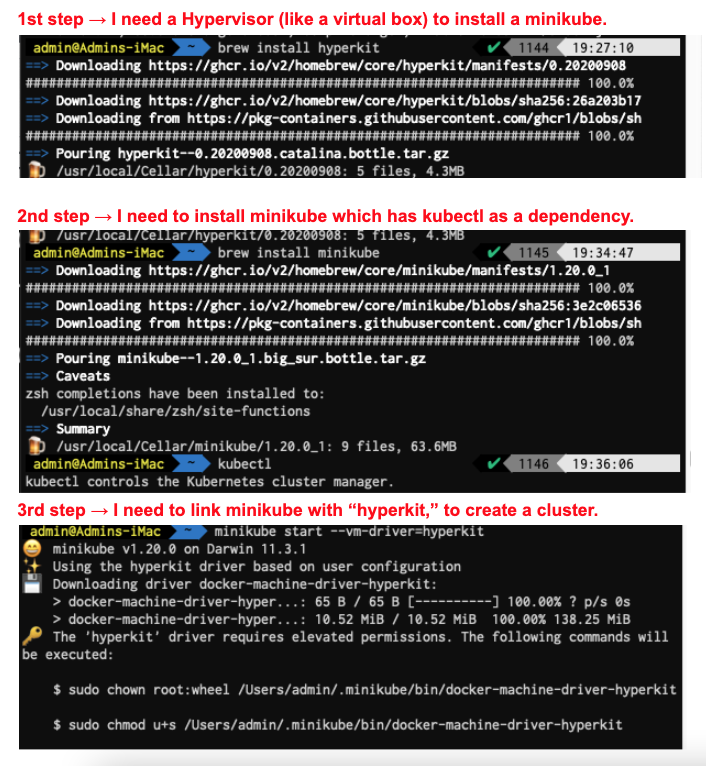 1st step → I need a Hypervisor (like a virtual box) to install a minikube.
admin@Admins-iMac ~ brew install hyperkit ✔ 1144 19:27:10
==> Downloading https://ghcr.io/v2/homebrew/core/hyperkit/manifests/0.20200908
######################################################################## 100.0%
==> Downloading https://ghcr.io/v2/homebrew/core/hyperkit/blobs/sha256:26a203b17
==> Downloading from https://pkg-containers.githubusercontent.com/ghcr1/blobs/sh
######################################################################## 100.0%
==> Pouring hyperkit--0.20200908.catalina.bottle.tar.gz
🍺 /usr/local/Cellar/hyperkit/0.20200908: 5 files, 4.3MB
2nd step → I need to install minikube which has kubectl as a dependency.
🍺 /usr/local/Cellar/hyperkit/0.20200908: 5 files, 4.3MB
admin@Admins-iMac ~ brew install minikube ✔ 1145 19:34:47
==> Downloading https://ghcr.io/v2/homebrew/core/minikube/manifests/1.20.0_1
######################################################################## 100.0%
==> Downloading https://ghcr.io/v2/homebrew/core/minikube/blobs/sha256:3e2c06536
==> Downloading from https://pkg-containers.githubusercontent.com/ghcr1/blobs/sh
######################################################################## 100.0%
==> Pouring minikube--1.20.0_1.big_sur.bottle.tar.gz
==> Caveats
zsh completions have been installed to:
/usr/local/share/zsh/site-functions
==> Summary
🍺 /usr/local/Cellar/minikube/1.20.0_1: 9 files, 63.6MB
admin@Admins-iMac ~ kubectl ✔ 1146 19:36:06
kubectl controls the Kubernetes cluster manager.
3rd step → I need to link minikube with “hyperkit,” to create a cluster.
admin@Admins-iMac ~ minikube start --vm-driver=hyperkit
😄 minikube v1.20.0 on Darwin 11.3.1
✨ Using the hyperkit driver based on user configuration
💾 Downloading driver docker-machine-driver-hyperkit:
> docker-machine-driver-hyper...: 65 B / 65 B [----------] 100.00% ? p/s 0s
> docker-machine-driver-hyper...: 10.52 MiB / 10.52 MiB 100.00% 138.25 MiB
🔑 The 'hyperkit' driver requires elevated permissions. The following commands will
be executed:
$ sudo chown root:wheel /Users/admin/.minikube/bin/docker-machine-driver-hyperkit
$ sudo chmod u+s /Users/admin/.minikube/bin/docker-machine-driver-hyperkit